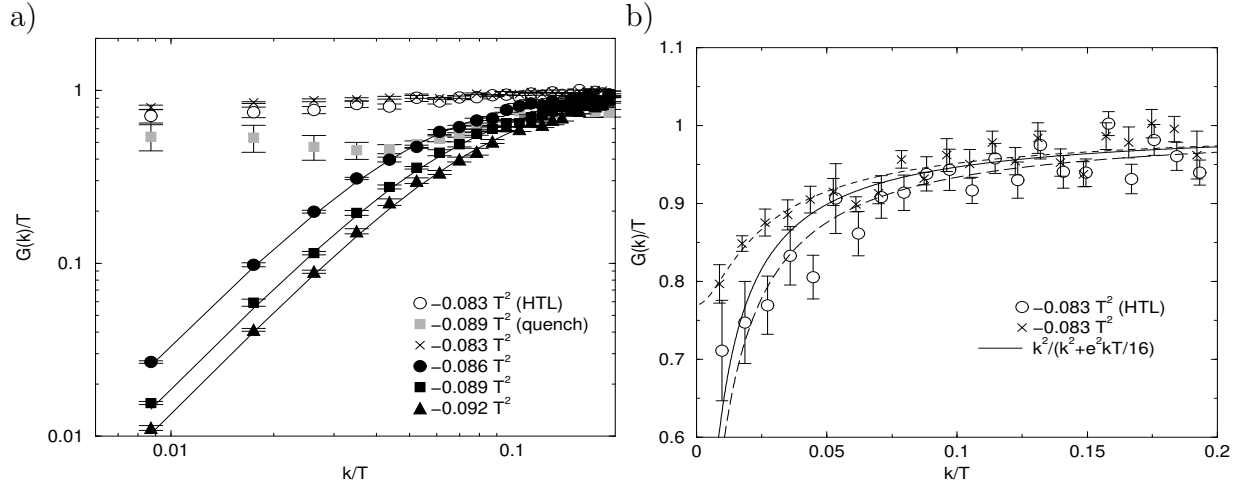 a)
G(k)/T
1
0.1
0.01
0.01
0.1
k/T
−0.083 T² (HTL)
−0.089 T² (quench)
−0.083 T²
−0.086 T²
−0.089 T²
−0.092 T²
b)
G(k)/T
1.1
1
0.9
0.8
0.7
0.6
0
0.05
0.1
0.15
0.2
k/T
−0.083 T² (HTL)
−0.083 T²
k²/(k²+e²kT/16)